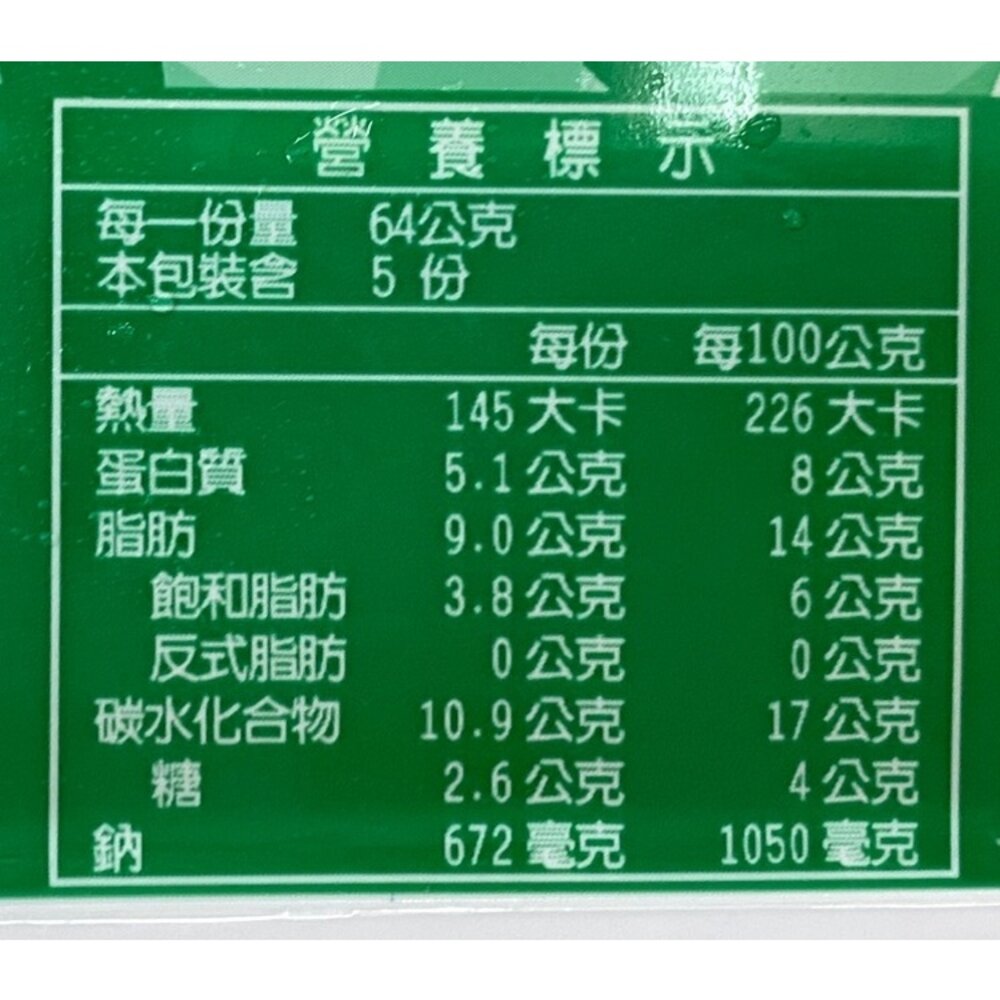 營養標示
每一份量 64公克
本包裝含 5 份
每份 每100公克
熱量 145 大卡 226 大卡
蛋白質 5.1 公克 8 公克
脂肪 9.0 公克 14 公克
飽和脂肪 3.8 公克 6 公克
反式脂肪 0 公克 0 公克
碳水化合物 10.9 公克 17 公克
糖 2.6 公克 4 公克
鈉 672 毫克 1050 毫克